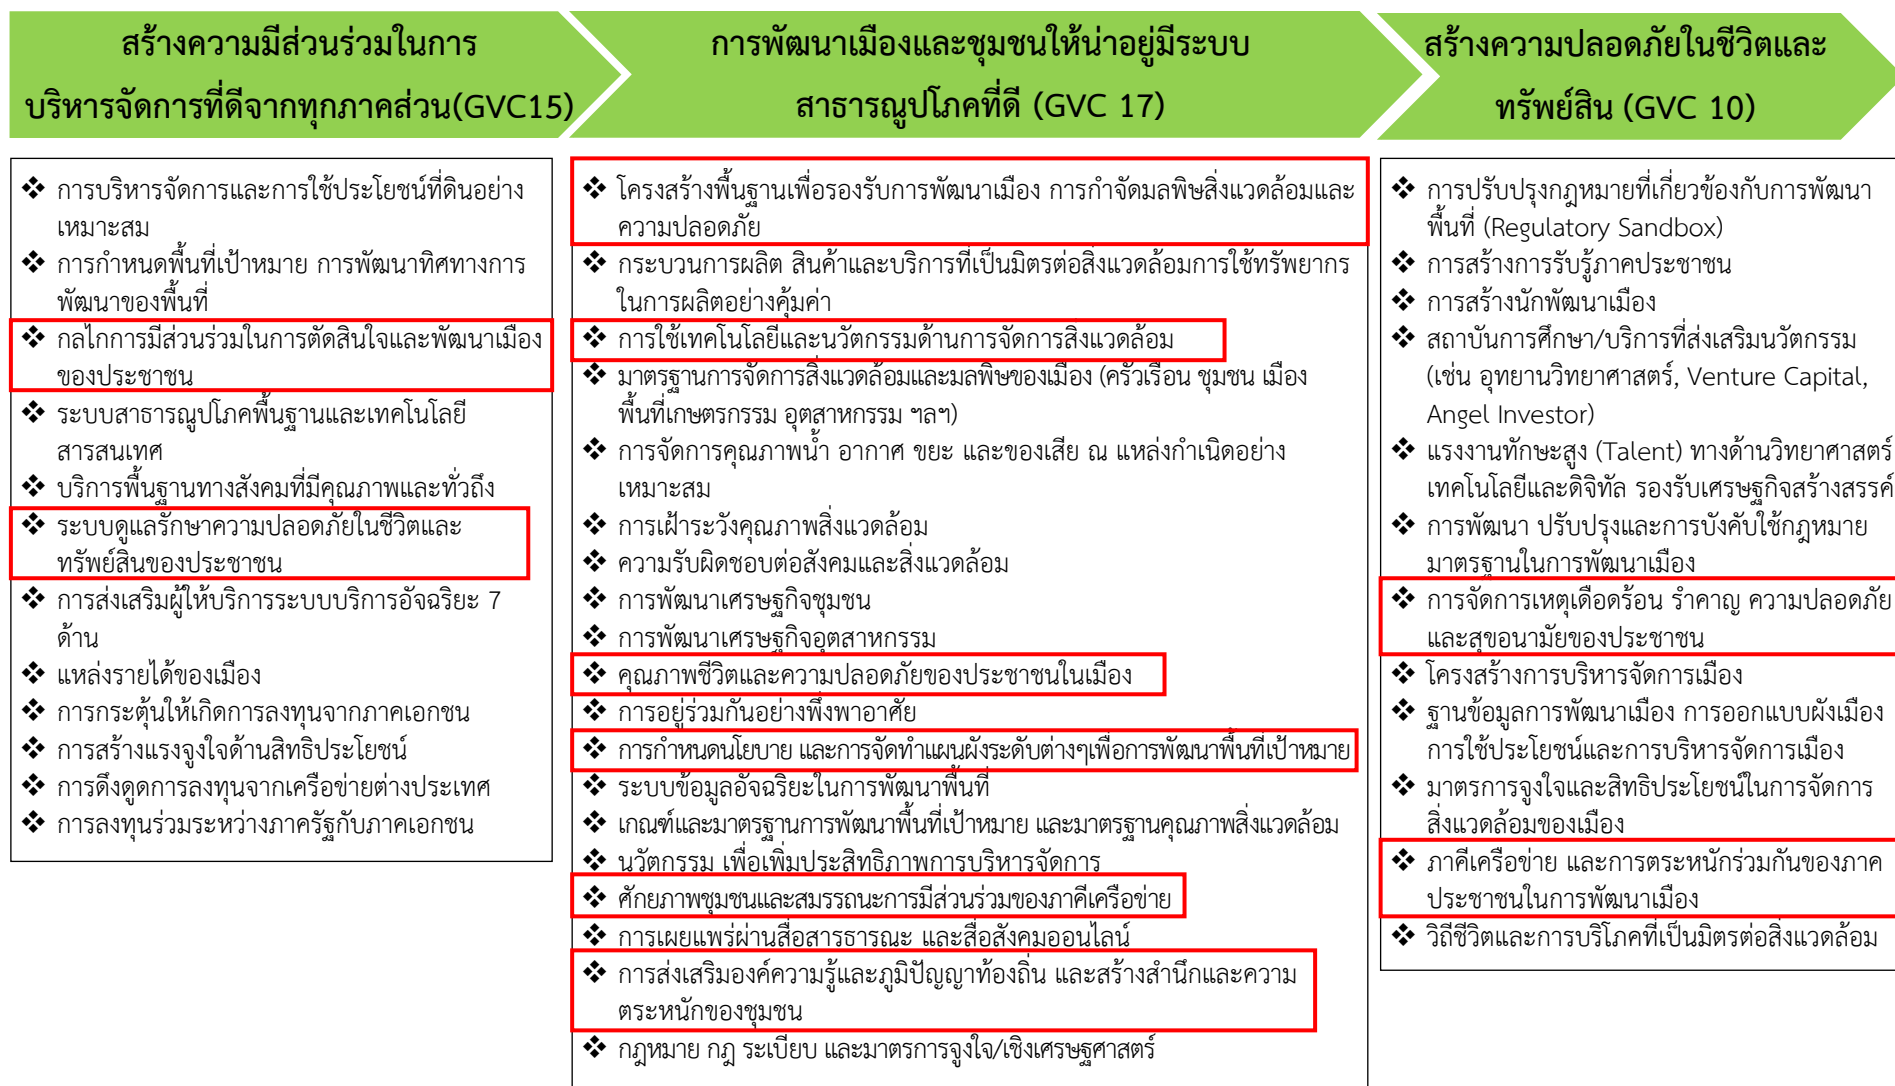 สร้างความมีส่วนร่วมในการ
บริหารจัดการที่ดีจากทุกภาคส่วน(GVC15)
❖ การบริหารจัดการและการใช้ประโยชน์ที่ดินอย่าง
เหมาะสม
❖ การกำหนดพื้นที่เป้าหมาย การพัฒนาทิศทางการ
พัฒนาของพื้นที่
❖ กลไกการมีส่วนร่วมในการตัดสินใจและพัฒนาเมือง
ของประชาชน
❖ ระบบสาธารณูปโภคพื้นฐานและเทคโนโลยี
สารสนเทศ
❖ บริการพื้นฐานทางสังคมที่มีคุณภาพและทั่วถึง
❖ ระบบดูแลรักษาความปลอดภัยในชีวิตและ
ทรัพย์สินของประชาชน
❖ การส่งเสริมผู้ให้บริการระบบบริการอัจฉริยะ 7
ด้าน
❖ แหล่งรายได้ของเมือง
❖ การกระตุ้นให้เกิดการลงทุนจากภาคเอกชน
❖ การสร้างแรงจูงใจด้านสิทธิประโยชน์
❖ การดึงดูดการลงทุนจากเครือข่ายต่างประเทศ
❖ การลงทุนร่วมระหว่างภาครัฐกับภาคเอกชน
การพัฒนาเมืองและชุมชนให้น่าอยู่มีระบบ
สาธารณูปโภคที่ดี (GVC 17)
❖ โครงสร้างพื้นฐานเพื่อรองรับการพัฒนาเมือง การกำจัดมลพิษสิ่งแวดล้อมและ
ความปลอดภัย
❖ กระบวนการผลิต สินค้าและบริการที่เป็นมิตรต่อสิ่งแวดล้อมการใช้ทรัพยากร
ในการผลิตอย่างคุ้มค่า
❖ การใช้เทคโนโลยีและนวัตกรรมด้านการจัดการสิ่งแวดล้อม
❖ มาตรฐานการจัดการสิ่งแวดล้อมและมลพิษของเมือง (ครัวเรือน ชุมชน เมือง
พื้นที่เกษตรกรรม อุตสาหกรรม ฯลฯ)
❖ การจัดการคุณภาพน้ำ อากาศ ขยะ และของเสีย ณ แหล่งกำเนิดอย่าง
เหมาะสม
❖ การเฝ้าระวังคุณภาพสิ่งแวดล้อม
❖ ความรับผิดชอบต่อสังคมและสิ่งแวดล้อม
❖ การพัฒนาเศรษฐกิจชุมชน
❖ การพัฒนาเศรษฐกิจอุตสาหกรรม
❖ คุณภาพชีวิตและความปลอดภัยของประชาชนในเมือง
❖ การอยู่ร่วมกันอย่างพึ่งพาอาศัย
❖ การกำหนดนโยบาย และการจัดทำแผนผังระดับต่างๆเพื่อการพัฒนาพื้นที่เป้าหมาย
❖ ระบบข้อมูลอัจฉริยะในการพัฒนาพื้นที่
❖ เกณฑ์และมาตรฐานการพัฒนาพื้นที่เป้าหมาย และมาตรฐานคุณภาพสิ่งแวดล้อม
❖ นวัตกรรม เพื่อเพิ่มประสิทธิภาพการบริหารจัดการ
❖ ศักยภาพชุมชนและสมรรถนะการมีส่วนร่วมของภาคีเครือข่าย
❖ การเผยแพร่ผ่านสื่อสารธารณะ และสื่อสังคมออนไลน์
❖ การส่งเสริมองค์ความรู้และภูมิปัญญาท้องถิ่น และสร้างสำนึกและความ
ตระหนักของชุมชน
❖ กฎหมาย กฎ ระเบียบ และมาตรการจูงใจ/เชิงเศรษฐศาสตร์
สร้างความปลอดภัยในชีวิตและ
ทรัพย์สิน (GVC 10)
❖ การปรับปรุงกฎหมายที่เกี่ยวข้องกับการพัฒนา
พื้นที่ (Regulatory Sandbox)
❖ การสร้างการรับรู้ภาคประชาชน
❖ การสร้างนักพัฒนาเมือง
❖ สถาบันการศึกษา/บริการที่ส่งเสริมนวัตกรรม
(เช่น อุทยานวิทยาศาสตร์, Venture Capital,
Angel Investor)
❖ แรงงานทักษะสูง (Talent) ทางด้านวิทยาศาสตร์
เทคโนโลยีและดิจิทัล รองรับเศรษฐกิจสร้างสรรค์
❖ การพัฒนา ปรับปรุงและการบังคับใช้กฎหมาย
มาตรฐานในการพัฒนาเมือง
❖ การจัดการเหตุเดือดร้อน รำคาญ ความปลอดภัย
และสุขอนามัยของประชาชน
❖ โครงสร้างการบริหารจัดการเมือง
❖ ฐานข้อมูลการพัฒนาเมือง การออกแบบผังเมือง
การใช้ประโยชน์และการบริหารจัดการเมือง
❖ มาตรการจูงใจและสิทธิประโยชน์ในการจัดการ
สิ่งแวดล้อมของเมือง
❖ ภาคีเครือข่าย และการตระหนักร่วมกันของภาค
ประชาชนในการพัฒนาเมือง
❖ วิถีชีวิตและการบริโภคที่เป็นมิตรต่อสิ่งแวดล้อม